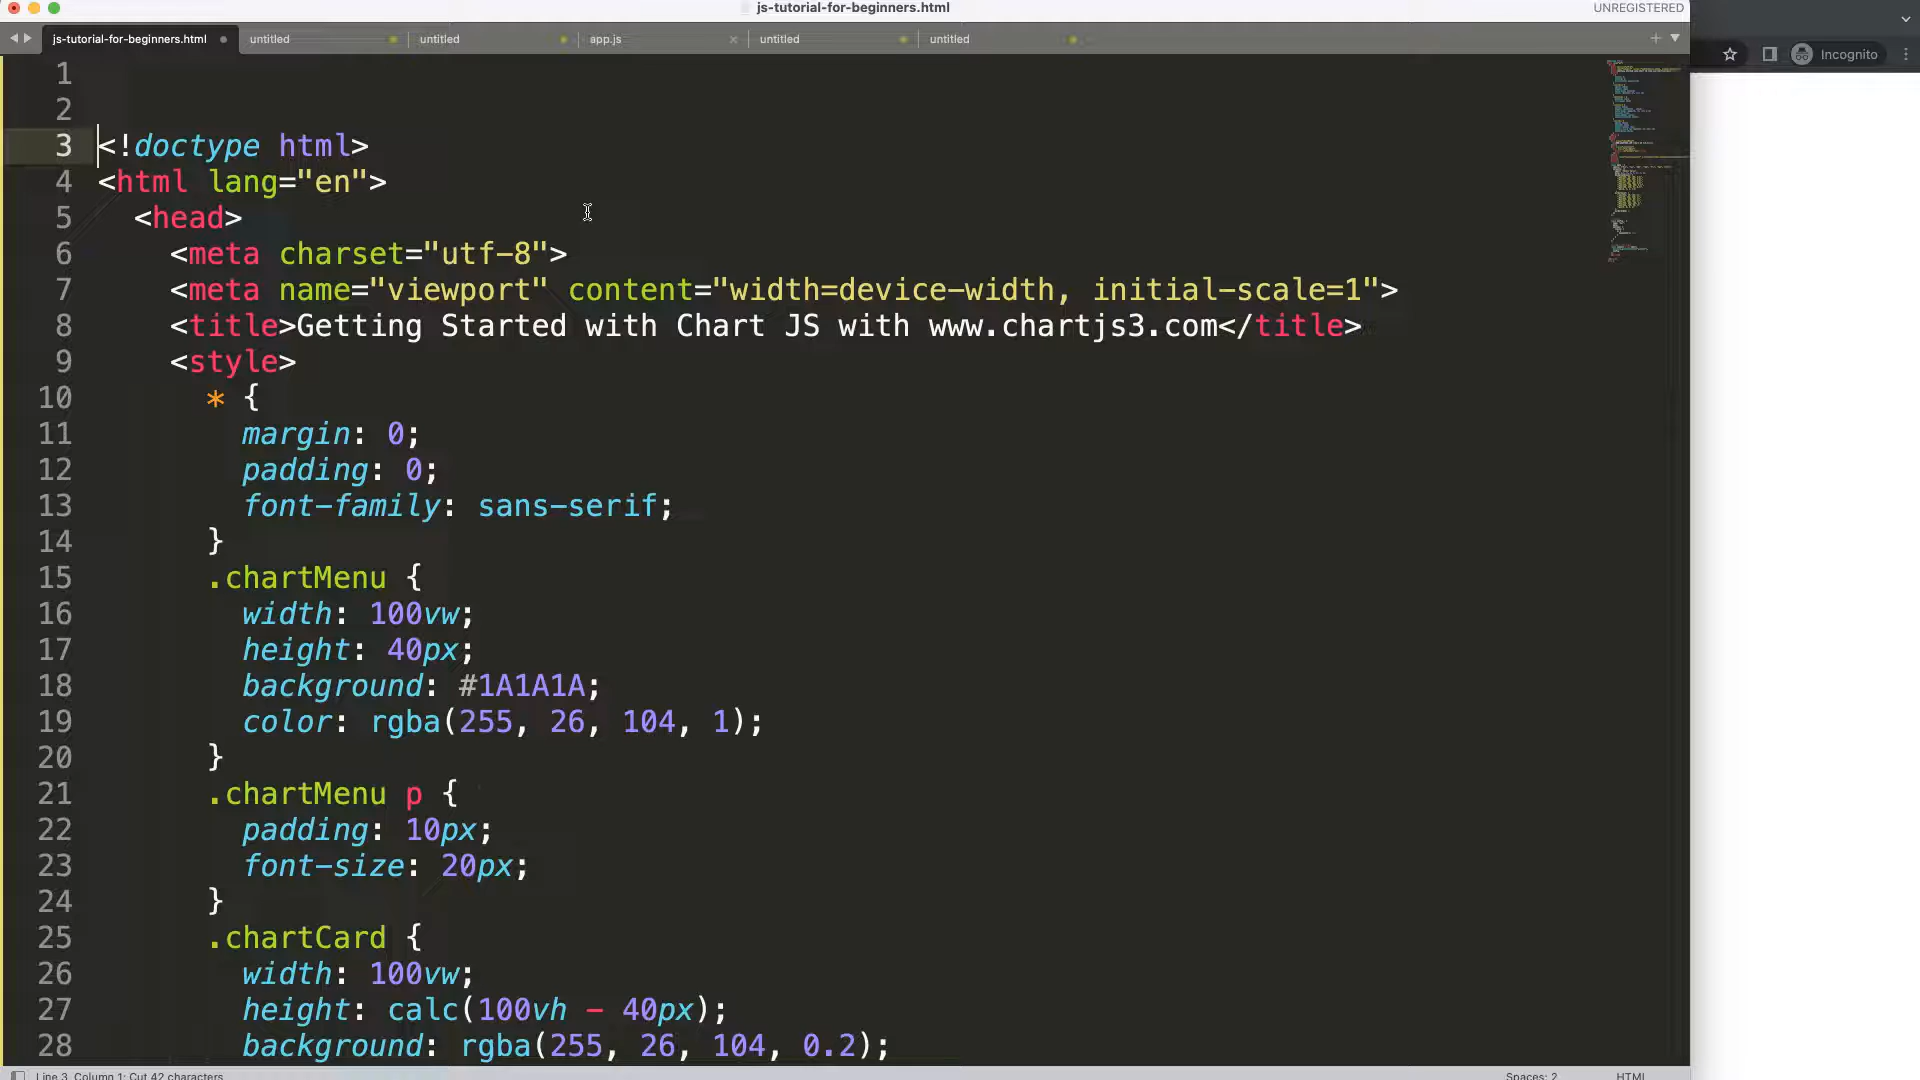 js-tutorial-for-beginners.html
UNREGISTERED
js-tutorial-for-beginners.html untitled untitled app.js untitled untitled
Incognito
1
2
3 <!doctype html>
4 <html lang="en">
5 <head>
6 <meta charset="utf-8">
7 <meta name="viewport" content="width=device-width, initial-scale=1">
8 <title>Getting Started with Chart JS with www.chartjs3.com</title>
9 <style>
10 * {
11 margin: 0;
12 padding: 0;
13 font-family: sans-serif;
14 }
15 .chartMenu {
16 width: 100vw;
17 height: 40px;
18 background: #1A1A1A;
19 color: rgba(255, 26, 104, 1);
20 }
21 .chartMenu p {
22 padding: 10px;
23 font-size: 20px;
24 }
25 .chartCard {
26 width: 100vw;
27 height: calc(100vh - 40px);
28 background: rgba(255, 26, 104, 0.2);
Line 3, Column 1; Cut 42 characters Spaces: 2 HTML